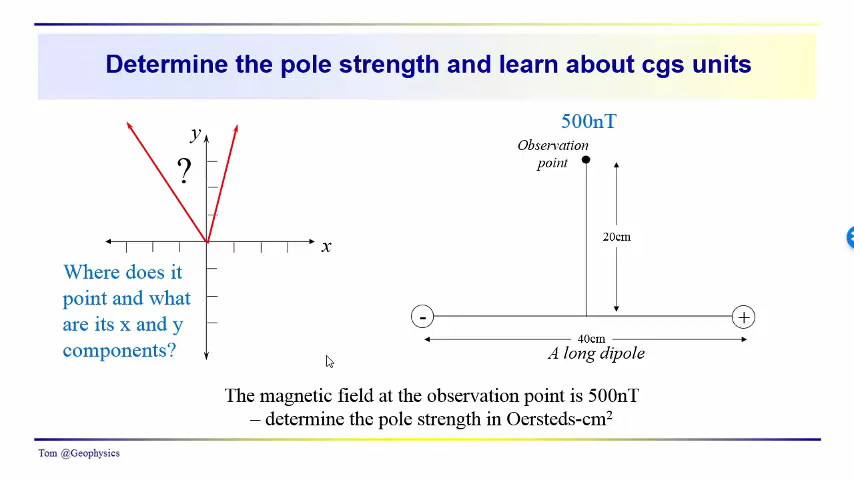 Determine the pole strength and learn about cgs units
y
?
x
Where does it
point and what
are its x and y
components?
500nT
Observation
point
20cm
-
+
40cm
A long dipole
The magnetic field at the observation point is 500nT
– determine the pole strength in Oersteds-cm²
Tom @Geophysics